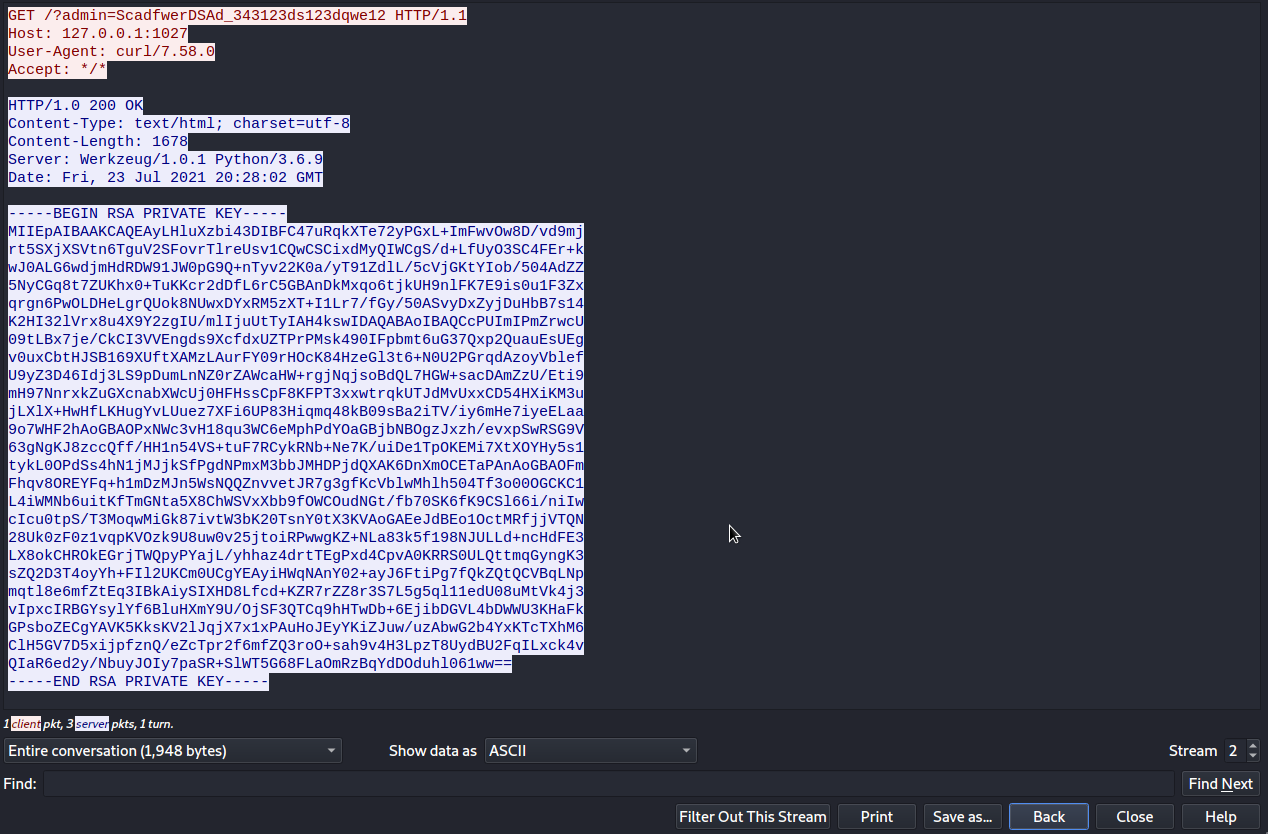 GET /?admin=ScadfwerDSAd_343123ds123dqwe12 HTTP/1.1
Host: 127.0.0.1:1027
User-Agent: curl/7.58.0
Accept: */*
HTTP/1.0 200 OK
Content-Type: text/html; charset=utf-8
Content-Length: 1678
Server: Werkzeug/1.0.1 Python/3.6.9
Date: Fri, 23 Jul 2021 20:28:02 GMT
-----BEGIN RSA PRIVATE KEY-----
MIIEpAIBAAKCAQEAyLHluXzbi43DIBFC47uRqkXTe72yPGxL+ImFwvOw8D/vd9mj
rt5SXjXSVtn6TguV2SFovrTlreUsv1CQwCSCixdMyQIWCgS/d+LfUyO3SC4FEr+k
wJ0ALG6wdjmHdRDW91JW0pG9Q+nTyv22K0a/yT91ZdlL/5cVjGKtYIob/504AdZZ
5NyCGq8t7ZUKhx0+TuKKcr2dDfL6rC5GBAnDkMxqo6tjkUH9nlFK7E9is0u1F3Zx
qrgn6PwOLDHeLgrQUok8NUwxDYxRM5zXT+I1Lr7/fGy/50ASvyDxZyjDuHbB7s14
K2HI32lVrx8u4X9Y2zgIU/mlIjuUtTyIAH4kswIDAQABAoIBAQCcPUImIPmZrwcU
09tLBx7je/CkCI3VVEngds9XcfdxUZTPrPMsk490IFpbmt6uG37Qxp2QuauEsUEg
v0uxCbtHJSB169XUftXAMzLAurFY09rHOcK84HzeGl3t6+N0U2PGrqdAzoyVblef
U9yZ3D46Idj3LS9pDumLnNZ0rZAWcaHW+rgjNqjsoBdQL7HGW+sacDAmZzU/Eti9
mH97NnrxkZuGXcnabXWcUj0HFHssCpF8KFPT3xxwtrqkUTJdMvUxxCD54HXiKM3u
jLXlX+HwHfLKHugYvLUuez7XFi6UP83Hiqmq48kB09sBa2iTV/iy6mHe7iyeELaa
9o7WHF2hAoGBAOPxNWc3vH18qu3WC6eMphPdYOaGBjbNBOgzJxzh/evxpSwRSG9V
63gNgKJ8zccQff/HH1n54VS+tuF7RCykRNb+Ne7K/uiDe1TpOKEMi7XtXOYHy5s1
tykL0OPdSs4hN1jMJjkSfPgdNPmxM3bbJMHDPjdQXAK6DnXmOCETaPAnAoGBAOFm
Fhqv8OREYFq+h1mDzMJn5WsNQQZnvvetJR7g3gfKcVblwMhlh504Tf3o00OGCKC1
L4iWMNb6uitKfTmGNta5X8ChWSVxXbb9fOWCOudNGt/fb70SK6fK9CSl66i/niIw
cIcu0tpS/T3MoqwMiGk87ivtW3bK20TsnY0tX3KVAoGAEeJdBEo1OctMRfjjVTQN
28Uk0zF0z1vqpKVOzk9U8uw0v25jtoiRPwwgKZ+NLa83k5f198NJULLd+ncHdFE3
LX8okCHROkEGrjTWQpyPYajL/yhhaz4drtTEgPxd4CpvA0KRRS0ULQttmqGyngK3
sZQ2D3T4oyYh+FIl2UKCm0UCgYEAyiHWqNAnY02+ayJ6FtiPg7fQkZQtQCVBqLNp
mqtl8e6mfZtEq3IBkAiySIXHD8Lfcd+KZR7rZZ8r3S7L5g5ql11edU08uMtVk4j3
vIpxcIRBGYsylYf6BluHXmY9U/OjSF3QTCq9hHTwDb+6EjibDGVL4bDWWU3KHaFk
GPsboZECgYAVK5KksKV2lJqjX7x1xPAuHoJEyYKiZJuw/uzAbwG2b4YxKTcTXhM6
ClH5GV7D5xijpfznQ/eZcTpr2f6mfZQ3roO+sah9v4H3LpzT8UydBU2FqILxck4v
QIaR6ed2y/NbuyJOIy7paSR+SlWT5G68FLaOmRzBqYdDOduhl061ww==
-----END RSA PRIVATE KEY-----
1 client pkt, 3 server pkts, 1 turn.
Entire conversation (1,948 bytes) Show data as ASCII Stream 2
Find: Find Next
Filter Out This Stream Print Save as... Back Close Help